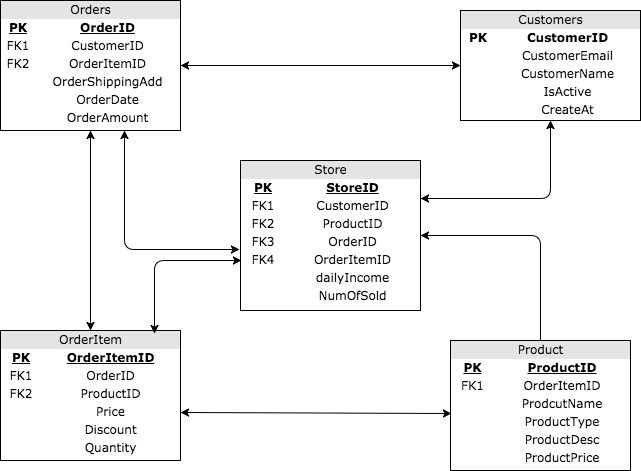 Orders
PK OrderID
FK1 CustomerID
FK2 OrderItemID
OrderShippingAdd
OrderDate
OrderAmount
Customers
PK CustomerID
CustomerEmail
CustomerName
IsActive
CreateAt
Store
PK StoreID
FK1 CustomerID
FK2 ProductID
FK3 OrderID
FK4 OrderItemID
dailyIncome
NumOfSold
OrderItem
PK OrderItemID
FK1 OrderID
FK2 ProductID
Price
Discount
Quantity
Product
PK ProductID
FK1 OrderItemID
ProdcutName
ProductType
ProductDesc
ProductPrice